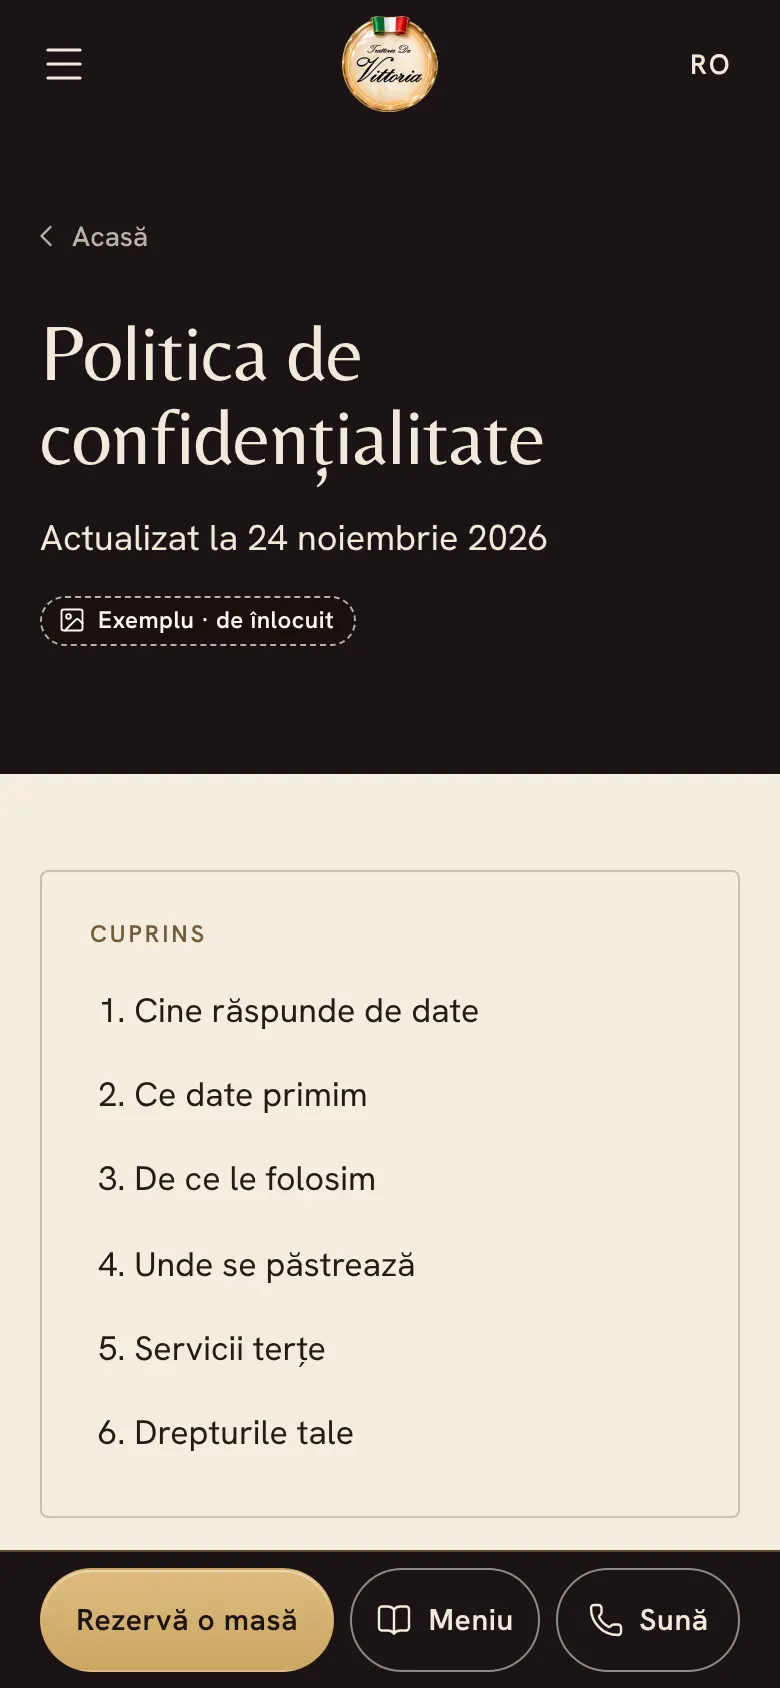 Trattoria Da
Vittoria
RO
Acasă
Politica de
confidențialitate
Actualizat la 24 noiembrie 2026
Exemplu · de înlocuit
CUPRINS
1. Cine răspunde de date
2. Ce date primim
3. De ce le folosim
4. Unde se păstrează
5. Servicii terțe
6. Drepturile tale
Rezervă o masă
Meniu
Sună